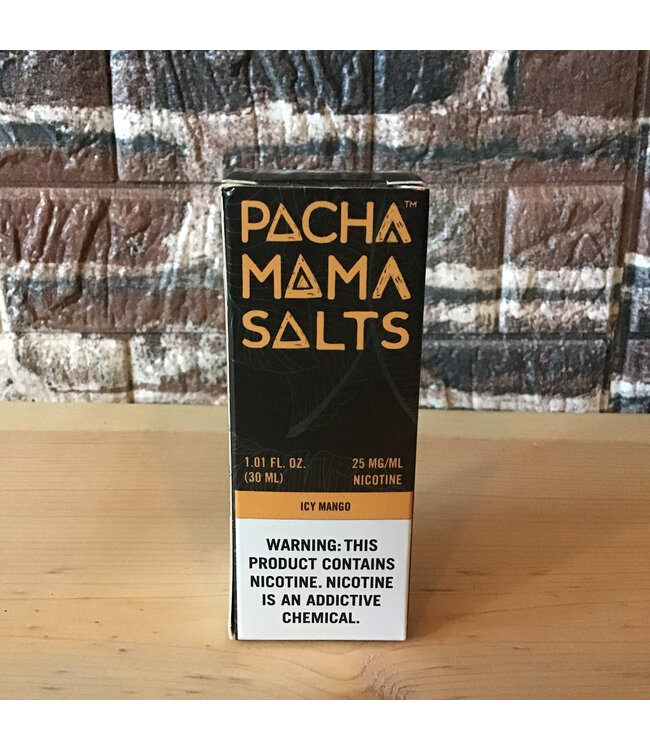 PACHA™
MAMA
SALTS
1.01 FL. OZ.
(30 ML)
25 MG/ML
NICOTINE
ICY MANGO
WARNING: THIS
PRODUCT CONTAINS
NICOTINE. NICOTINE
IS AN ADDICTIVE
CHEMICAL.